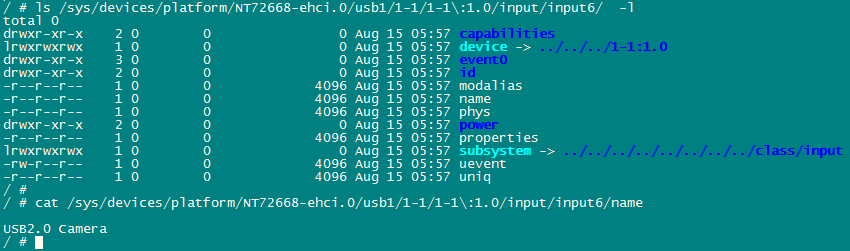 / # ls /sys/devices/platform/NT72668-ehci.0/usb1/1-1/1-1\:1.0/input/input6/  -l
total 0
drwxr-xr-x    2 0        0               0 Aug 15 05:57 capabilities
lrwxrwxrwx    1 0        0               0 Aug 15 05:57 device -> ../../../1-1:1.0
drwxr-xr-x    3 0        0               0 Aug 15 05:57 event0
drwxr-xr-x    2 0        0               0 Aug 15 05:57 id
-r--r--r--    1 0        0            4096 Aug 15 05:57 modalias
-r--r--r--    1 0        0            4096 Aug 15 05:57 name
-r--r--r--    1 0        0            4096 Aug 15 05:57 phys
drwxr-xr-x    2 0        0               0 Aug 15 05:57 power
-r--r--r--    1 0        0            4096 Aug 15 05:57 properties
lrwxrwxrwx    1 0        0               0 Aug 15 05:57 subsystem -> ../../../../../../../../class/input
-rw-r--r--    1 0        0            4096 Aug 15 05:57 uevent
-r--r--r--    1 0        0            4096 Aug 15 05:57 uniq
/ #
/ # cat /sys/devices/platform/NT72668-ehci.0/usb1/1-1/1-1\:1.0/input/input6/name
USB2.0 Camera
/ #